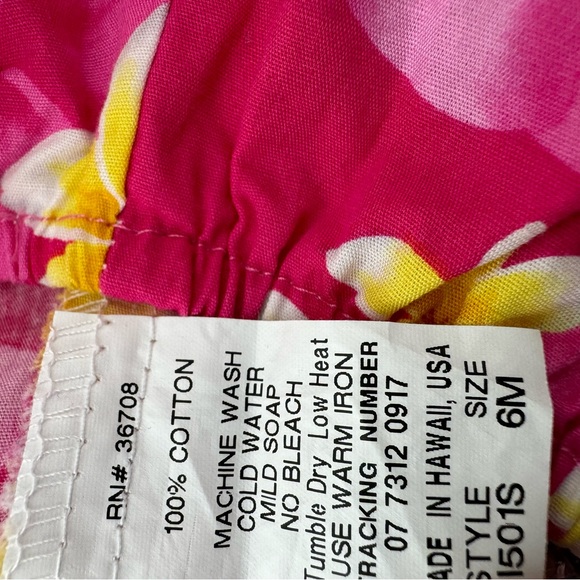 RN# 36708
100% COTTON
MACHINE WASH
COLD WATER
MILD SOAP
NO BLEACH
Tumble Dry Low Heat
USE WARM IRON
TRACKING NUMBER
07 7312 0917
ADE IN HAWAII, USA
STYLE SIZE
I501S 6M